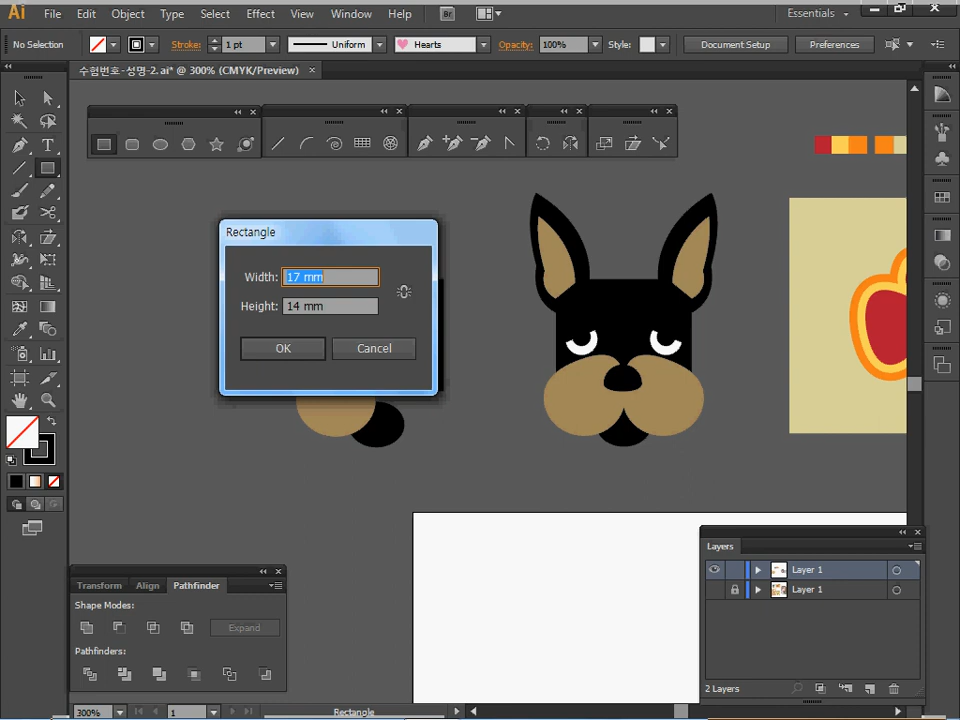 Ai File Edit Object Type Select Effect View Window Help Br Essentials
No Selection Stroke: 1 pt Uniform Hearts Opacity: 100% Style: Document Setup Preferences
수험번호-성명-2.ai* @ 300% (CMYK/Preview)
Rectangle
Width: 17 mm
Height: 14 mm
OK Cancel
Layers
Layer 1
Layer 1
2 Layers
Transform Align Pathfinder
Shape Modes:
Expand
Pathfinders:
300% 1 Rectangle